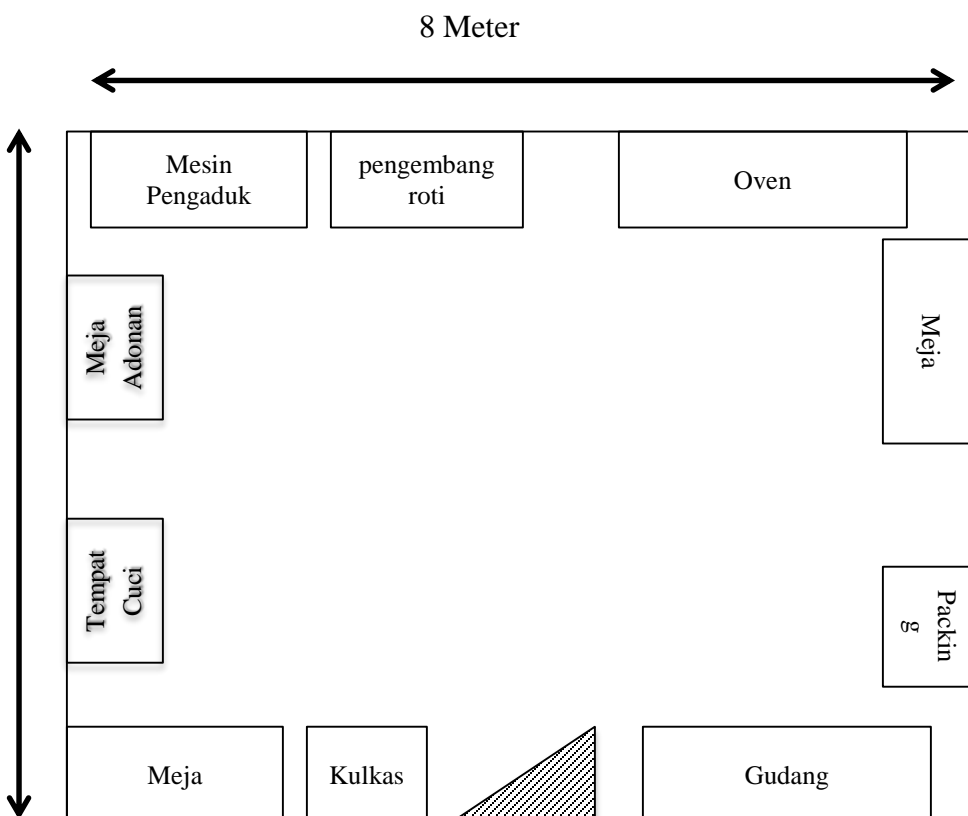 8 Meter
Mesin
Pengaduk
pengembang
roti
Oven
Meja
Adonan
Meja
Tempat
Cuci
Packin
g
Meja
Kulkas
Gudang